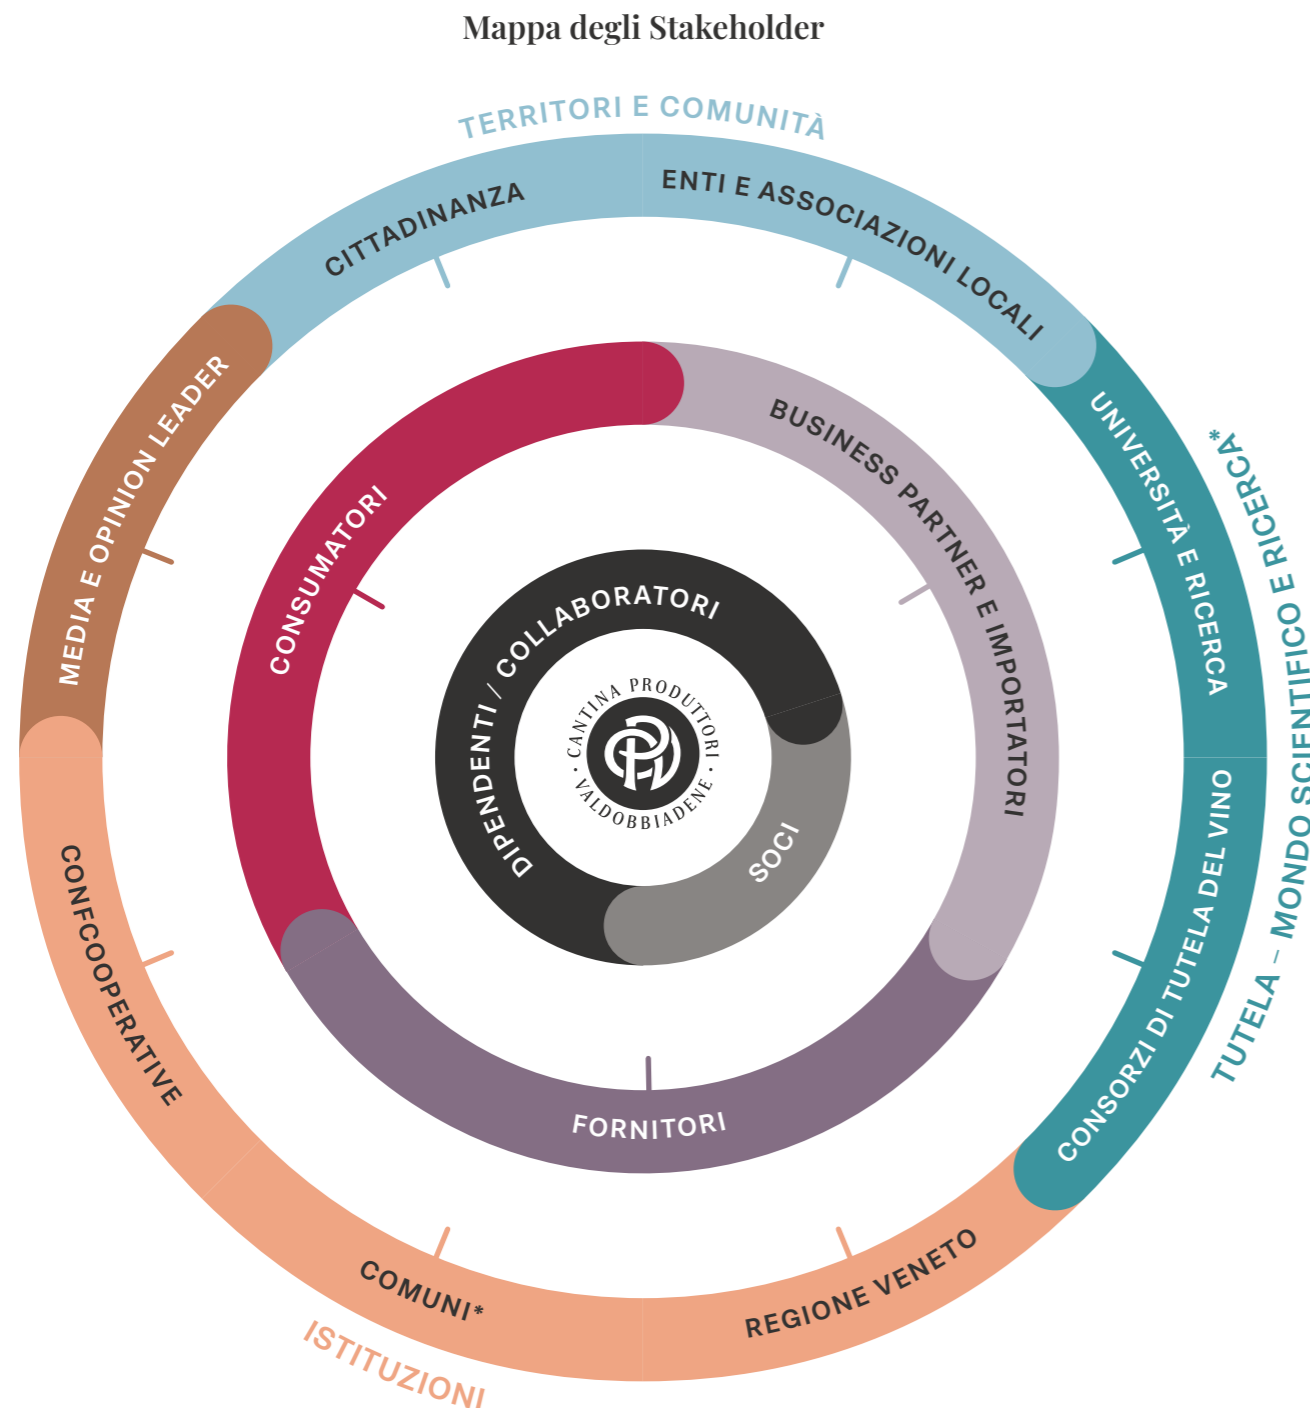 Mappa degli Stakeholder
TERRITORI E COMUNITÀ
CITTADINANZA
ENTI E ASSOCIAZIONI LOCALI
UNIVERSITÀ E RICERCA
CONSORZI DI TUTELA DEL VINO
TUTELA – MONDO SCIENTIFICO E RICERCA*
REGIONE VENETO
COMUNI*
CONFCOOPERATIVE
ISTITUZIONI
MEDIA E OPINION LEADER
CONSUMATORI
BUSINESS PARTNER E IMPORTATORI
FORNITORI
DIPENDENTI / COLLABORATORI
SOCI
CANTINA PRODUTTORI
· VALDOBBIADENE ·